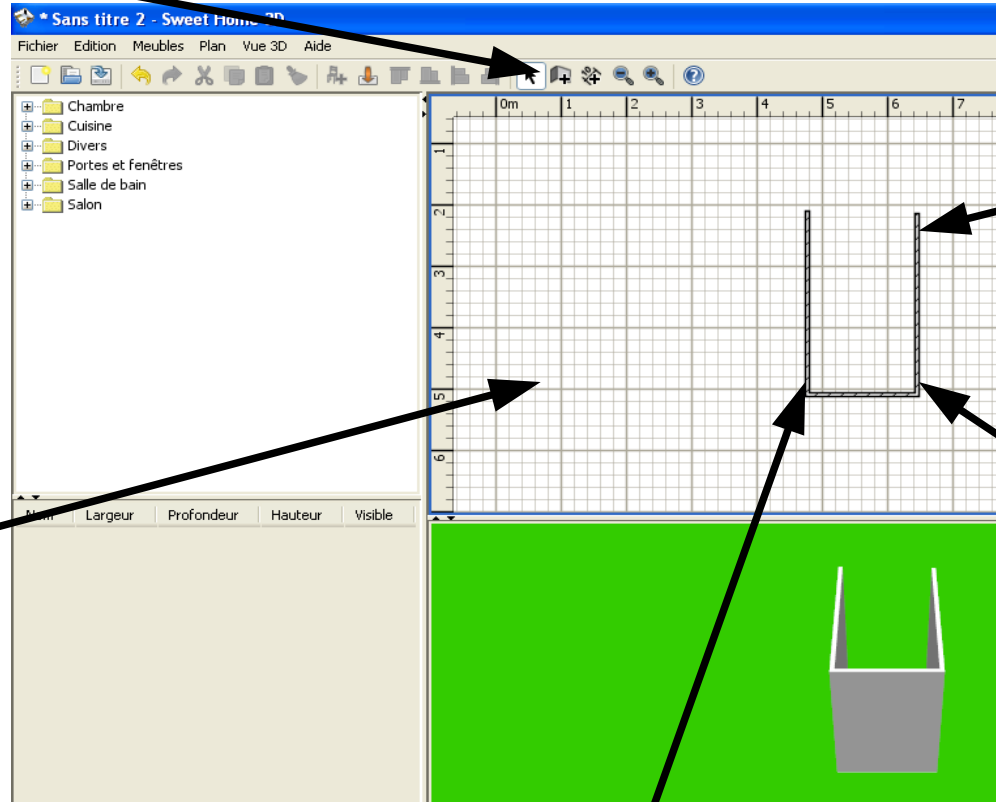 * Sans titre 2 - Sweet Home 3D
Fichier Edition Meubles Plan Vue 3D Aide
Chambre
Cuisine
Divers
Portes et fenêtres
Salle de bain
Salon
0m 1 2 3 4 5 6 7
1
2
3
4
5
6
Nom Largeur Profondeur Hauteur Visible